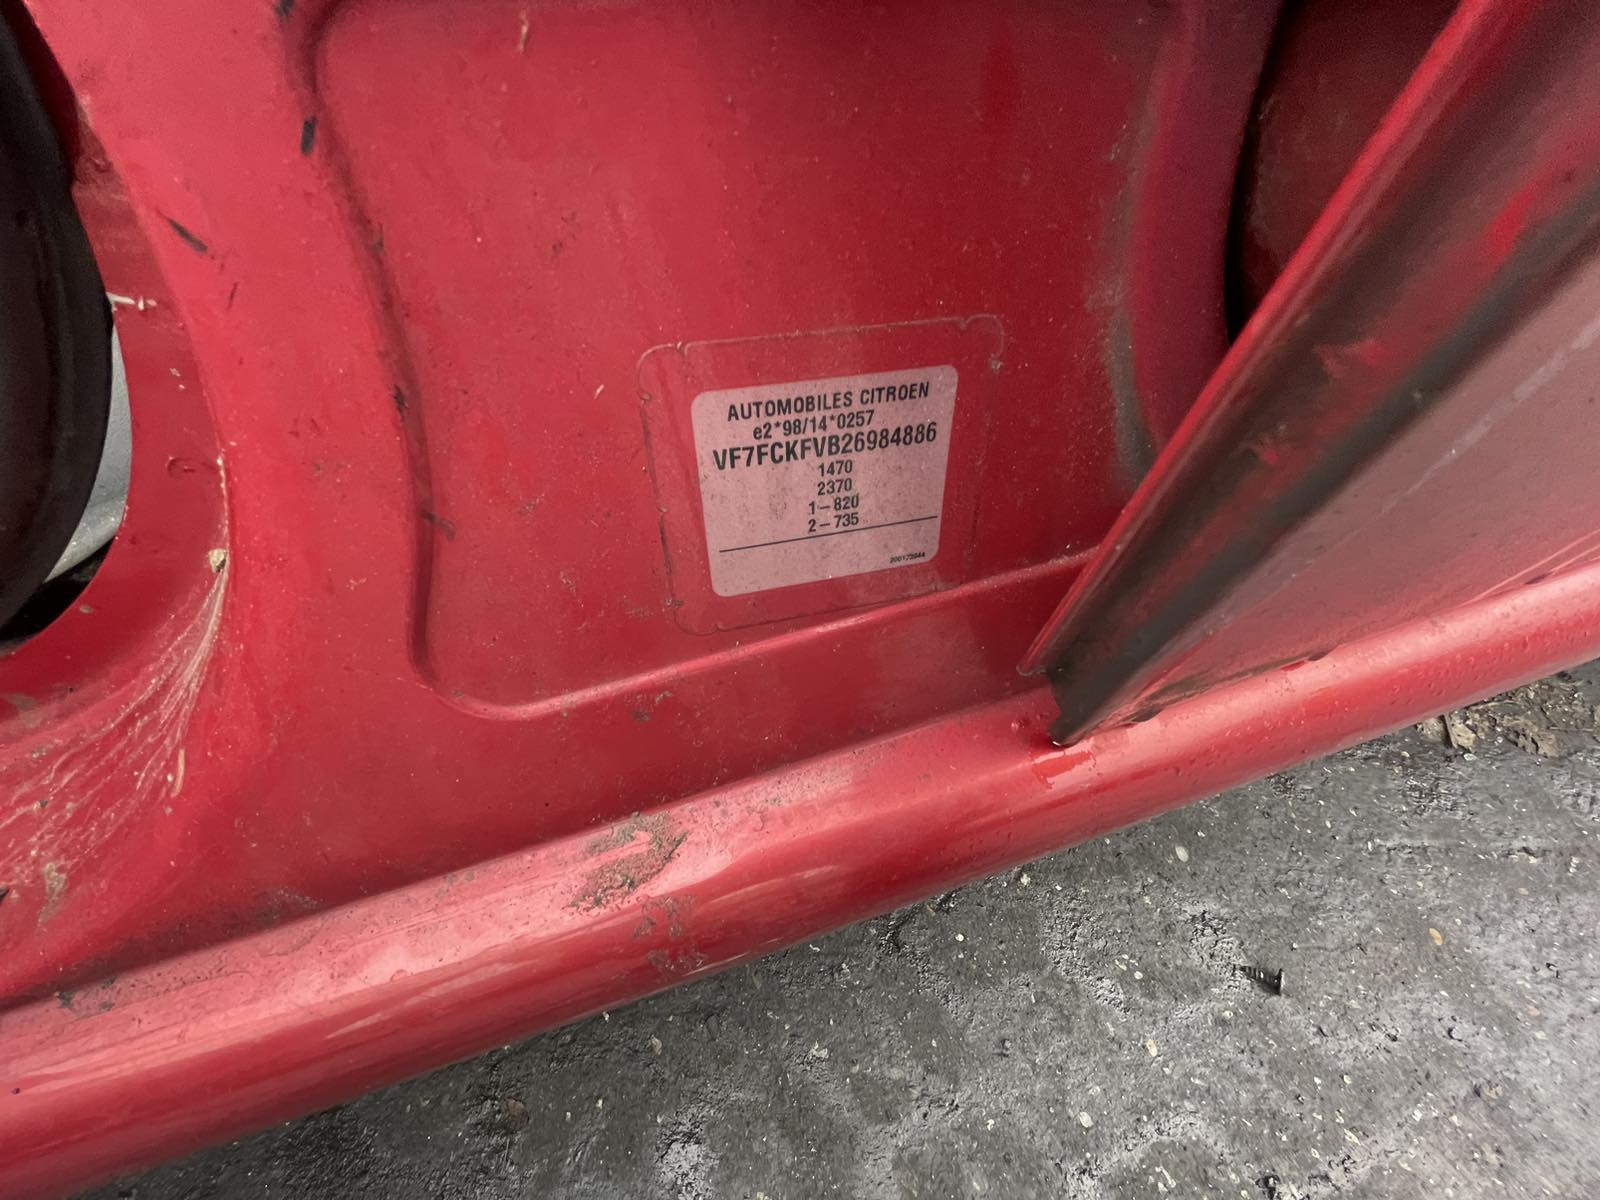 AUTOMOBILES CITROEN
e2*98/14*0257
VF7FCKFVB26984886
1470
2370
1-820
2-735